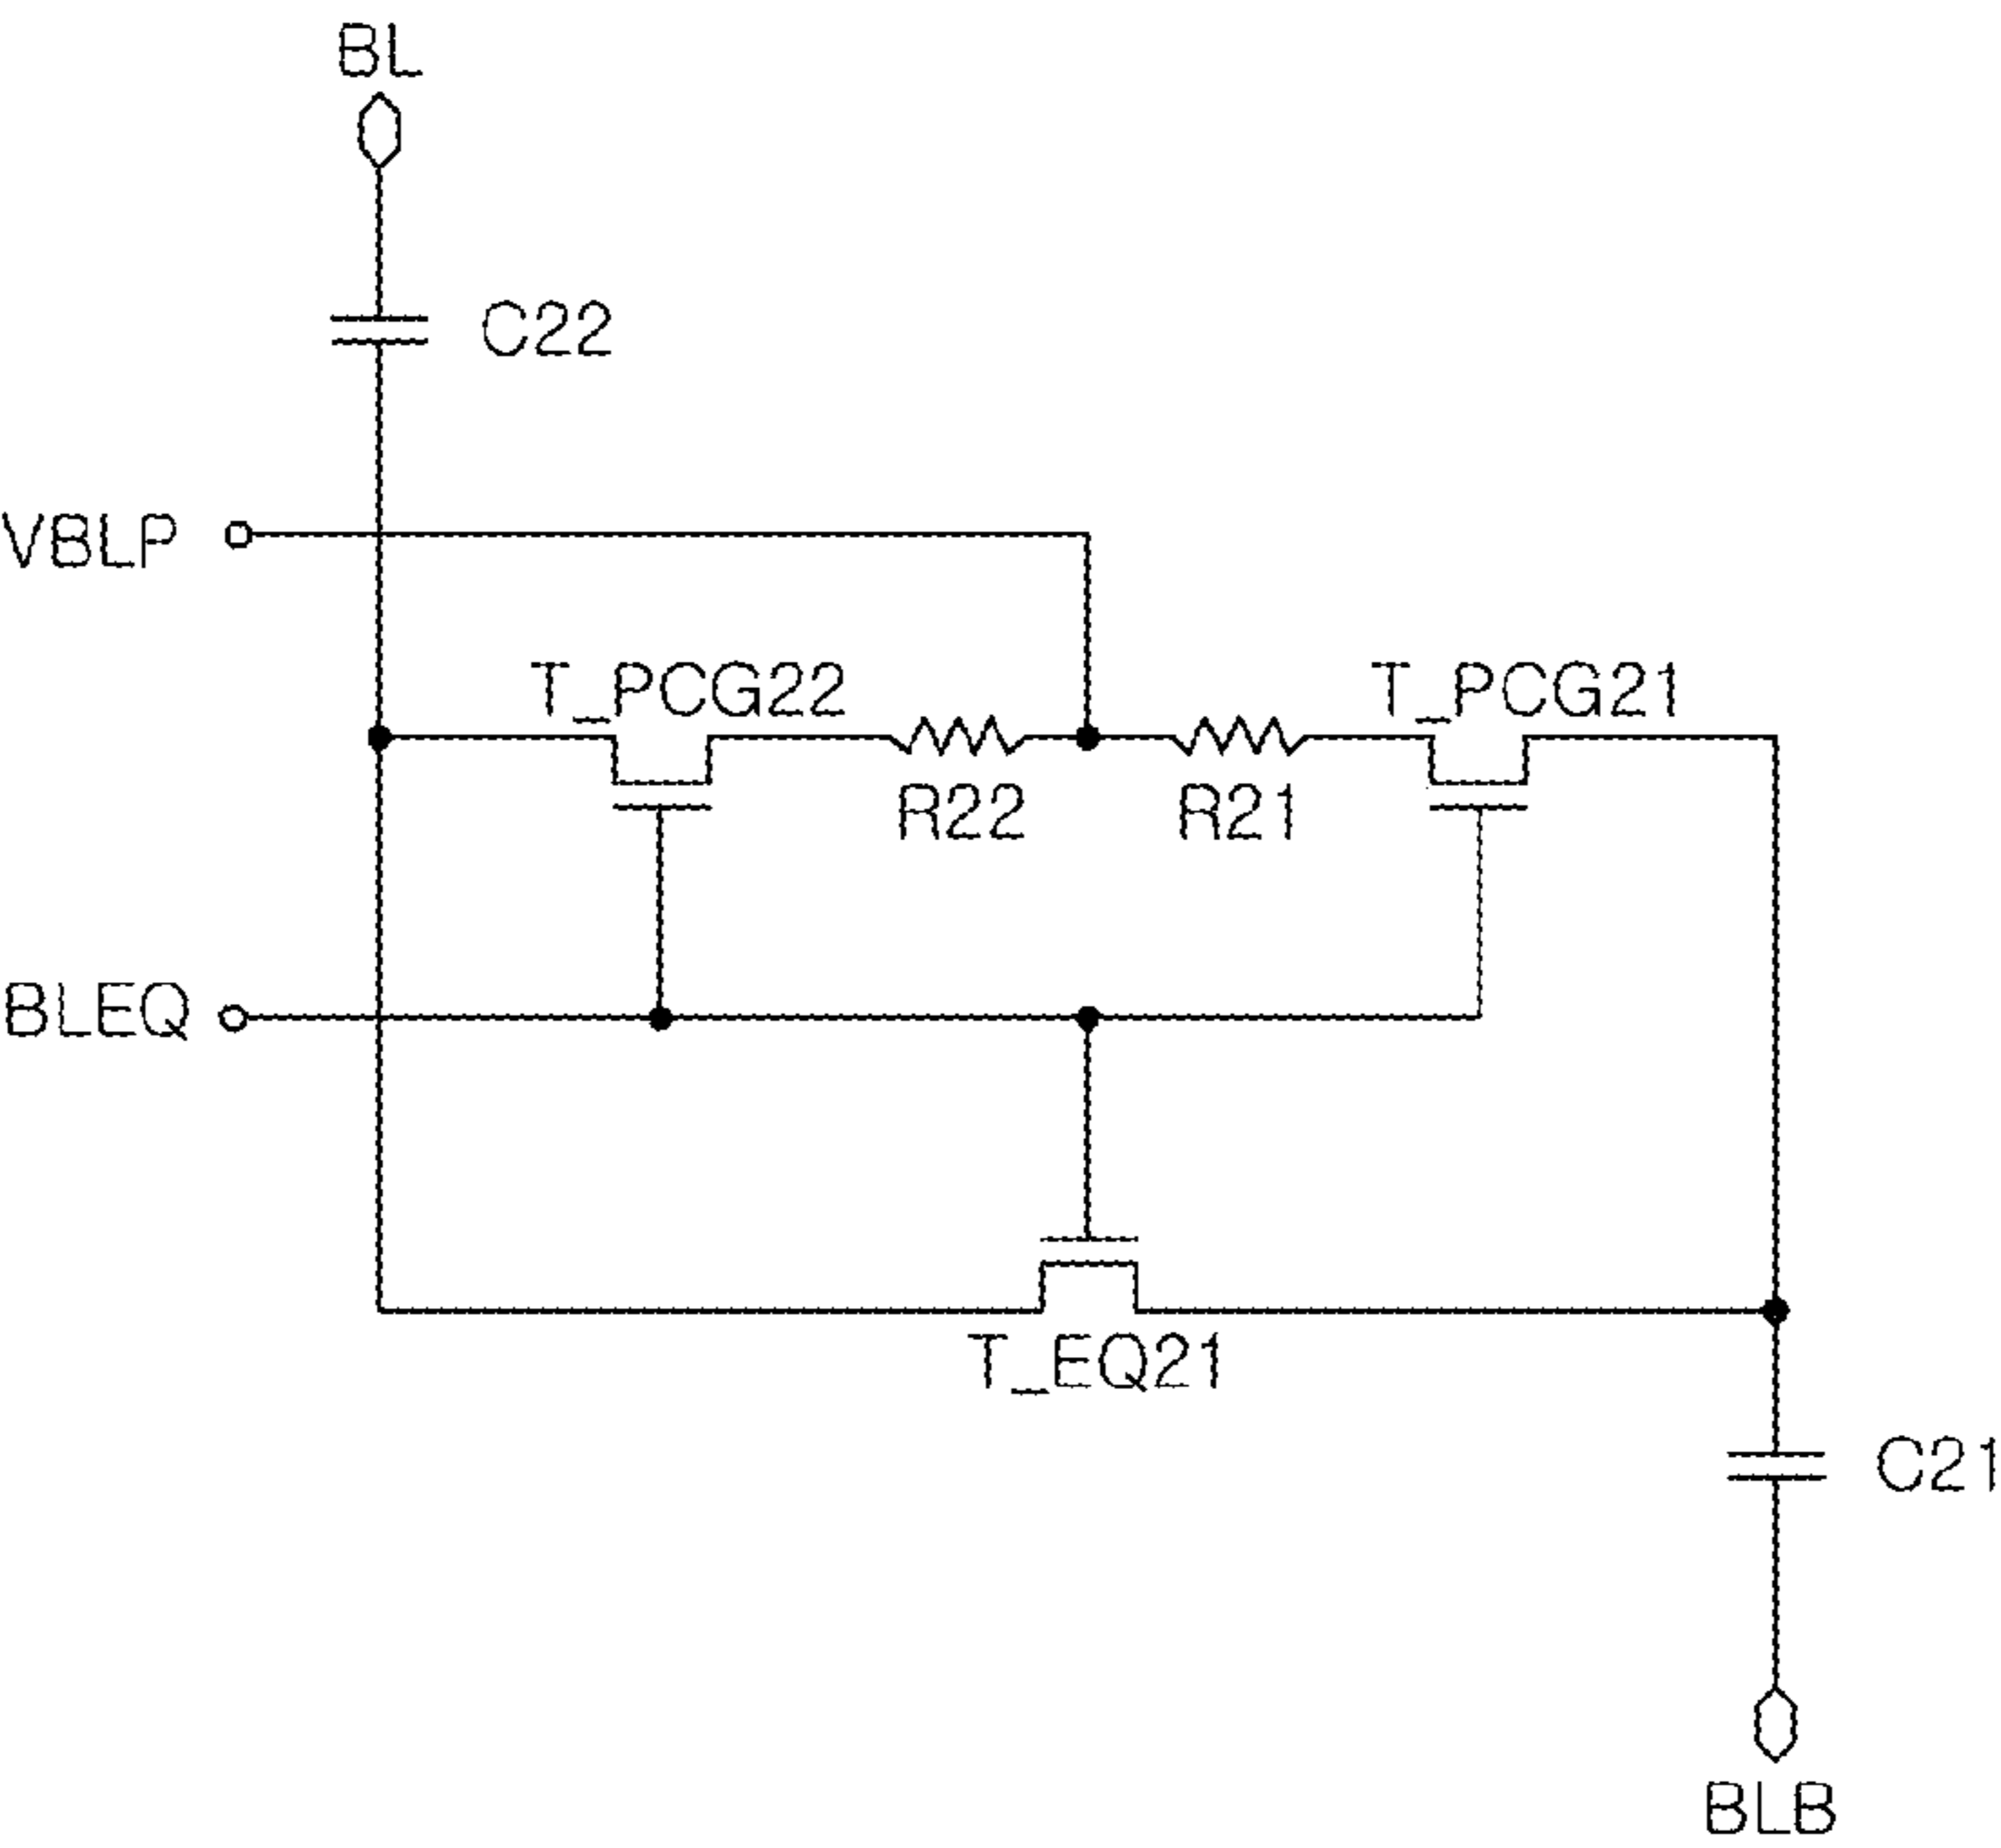 BL
C22
VBLP
T_PCG22
T_PCG21
R22
R21
BLEQ
T_EQ21
C21
BLB